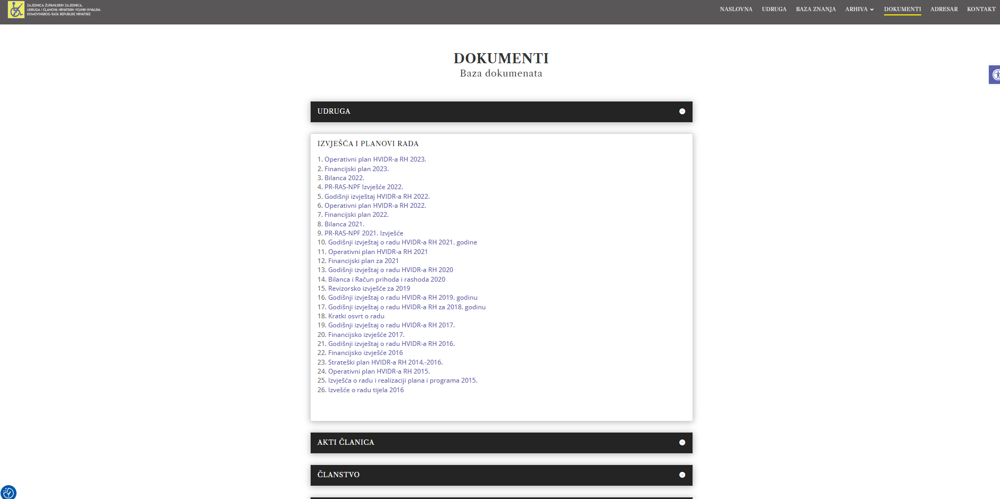 ZAJEDNICA ŽUPANIJSKIH ZAJEDNICA,
UDRUGA I ČLANOVA HRVATSKIH VOJNIH INVALIDA
DOMOVINSKOG RATA REPUBLIKE HRVATSKE
NASLOVNA UDRUGA BAZA ZNANJA ARHIVA DOKUMENTI ADRESAR KONTAKT
DOKUMENTI
Baza dokumenata
UDRUGA
IZVJEŠĆA I PLANOVI RADA
1. Operativni plan HVIDR-a RH 2023.
2. Financijski plan 2023.
3. Bilanca 2022.
4. PR-RAS-NPF Izvješće 2022.
5. Godišnji izvještaj HVIDR-a RH 2022.
6. Operativni plan HVIDR-a RH 2022.
7. Financijski plan 2022.
8. Bilanca 2021.
9. PR-RAS-NPF 2021. Izvješće
10. Godišnji izvještaj o radu HVIDR-a RH 2021. godine
11. Operativni plan HVIDR-a RH 2021
12. Financijski plan za 2021
13. Godišnji izvještaj o radu HVIDR-a RH 2020
14. Bilanca i Račun prihoda i rashoda 2020
15. Revizorsko izvješće za 2019
16. Godišnji izvještaj o radu HVIDR-a RH 2019. godinu
17. Godišnji izvještaj o radu HVIDR-a RH za 2018. godinu
18. Kratki osvrt o radu
19. Godišnji izvještaj o radu HVIDR-a RH 2017.
20. Financijsko izvješće 2017.
21. Godišnji izvještaj o radu HVIDR-a RH 2016.
22. Financijsko izvješće 2016
23. Strateški plan HVIDR-a RH 2014.-2016.
24. Operativni plan HVIDR-a RH 2015.
25. Izvješća o radu i realizaciji plana i programa 2015.
26. Izvešće o radu tijela 2016
AKTI ČLANICA
ČLANSTVO